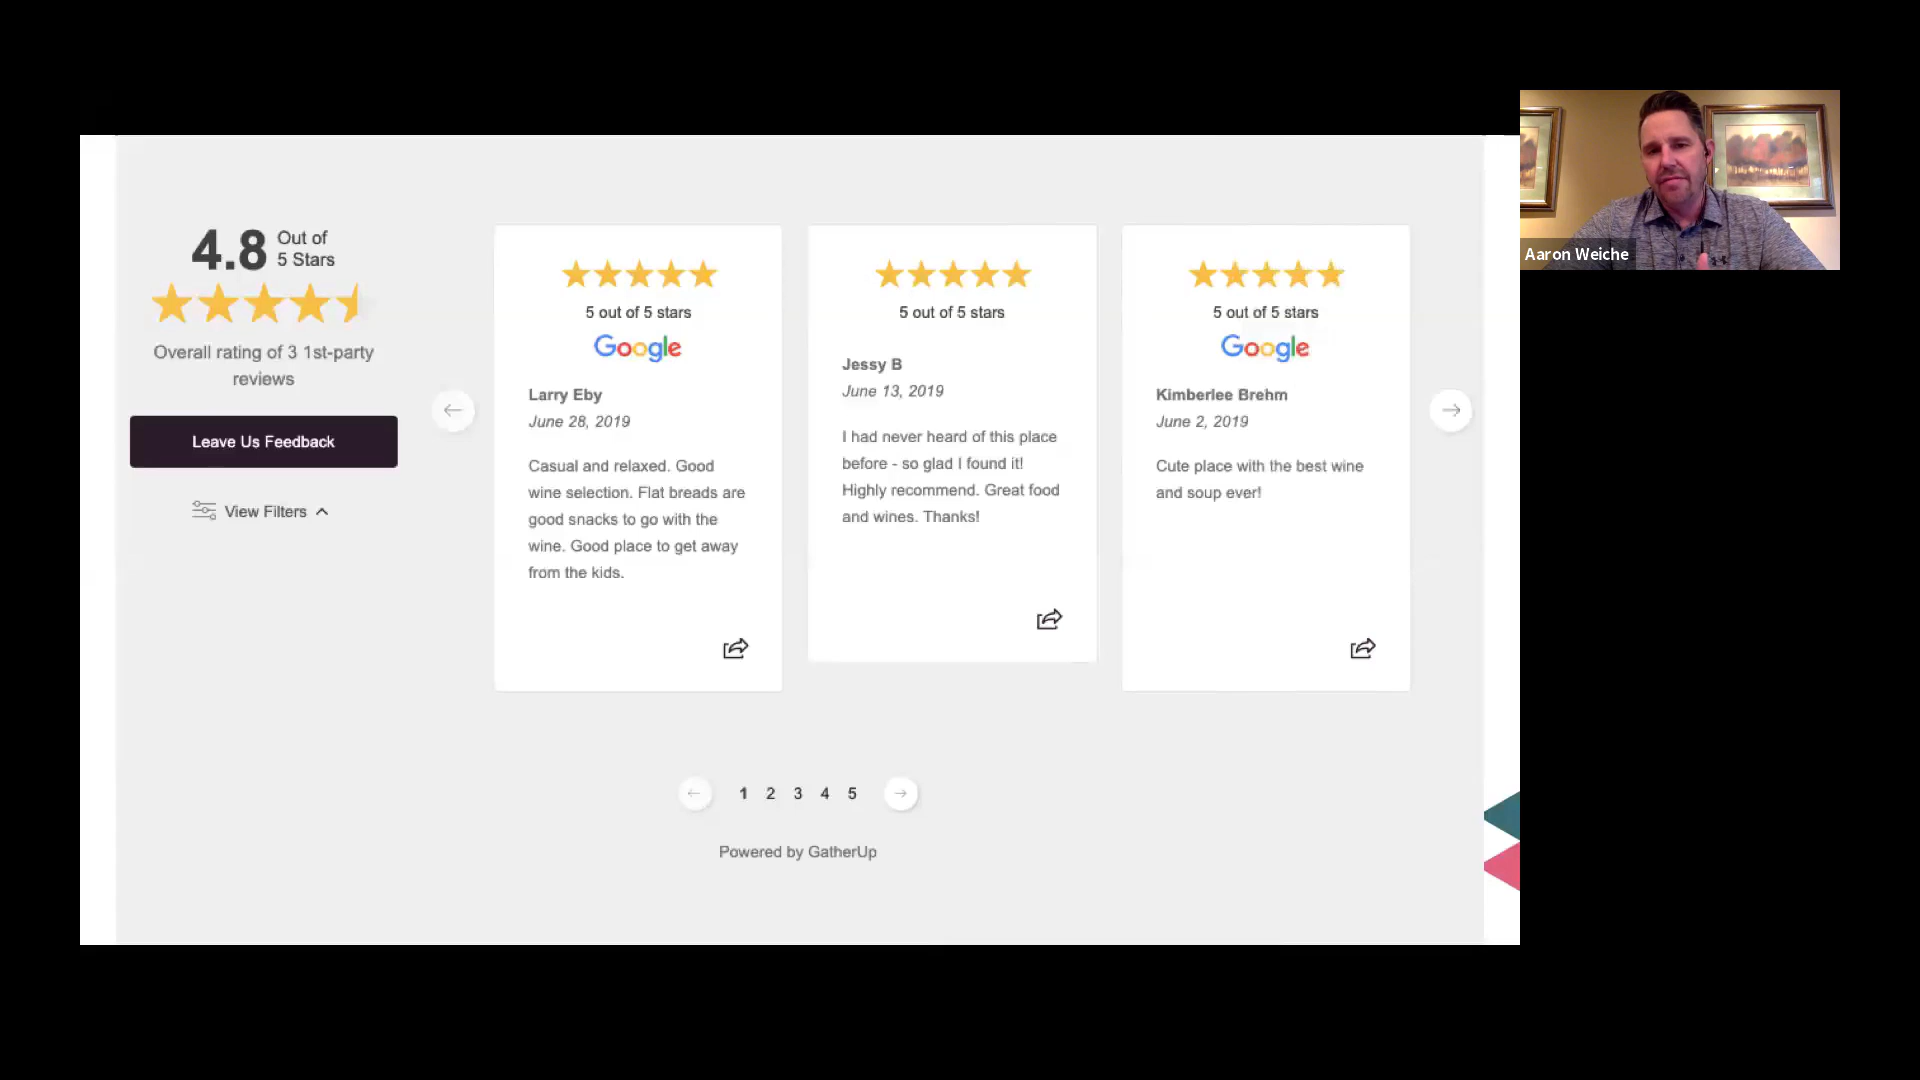 4.8 Out of
5 Stars
Overall rating of 3 1st-party
reviews
Leave Us Feedback
View Filters
5 out of 5 stars
Google
Larry Eby
June 28, 2019
Casual and relaxed. Good
wine selection. Flat breads are
good snacks to go with the
wine. Good place to get away
from the kids.
5 out of 5 stars
Jessy B
June 13, 2019
I had never heard of this place
before - so glad I found it!
Highly recommend. Great food
and wines. Thanks!
5 out of 5 stars
Google
Kimberlee Brehm
June 2, 2019
Cute place with the best wine
and soup ever!
1 2 3 4 5
Powered by GatherUp
Aaron Weiche